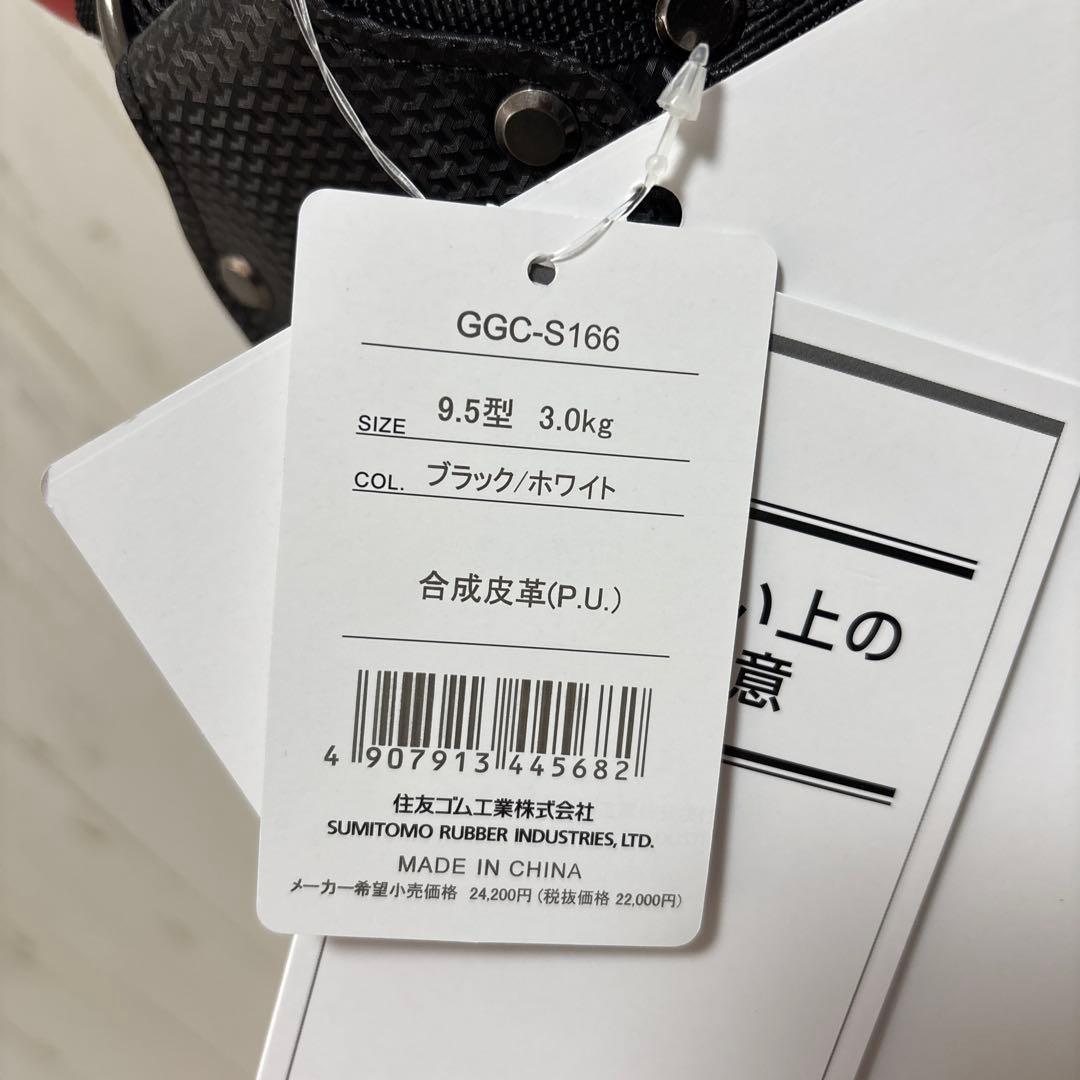 GGC-S166
SIZE 9.5型 3.0kg
COL. ブラック/ホワイト
合成皮革(P.U.)
4 907913 445682
住友ゴム工業株式会社
SUMITOMO RUBBER INDUSTRIES, LTD.
MADE IN CHINA
メーカー希望小売価格 24,200円 (税抜価格 22,000円)
い上の
意